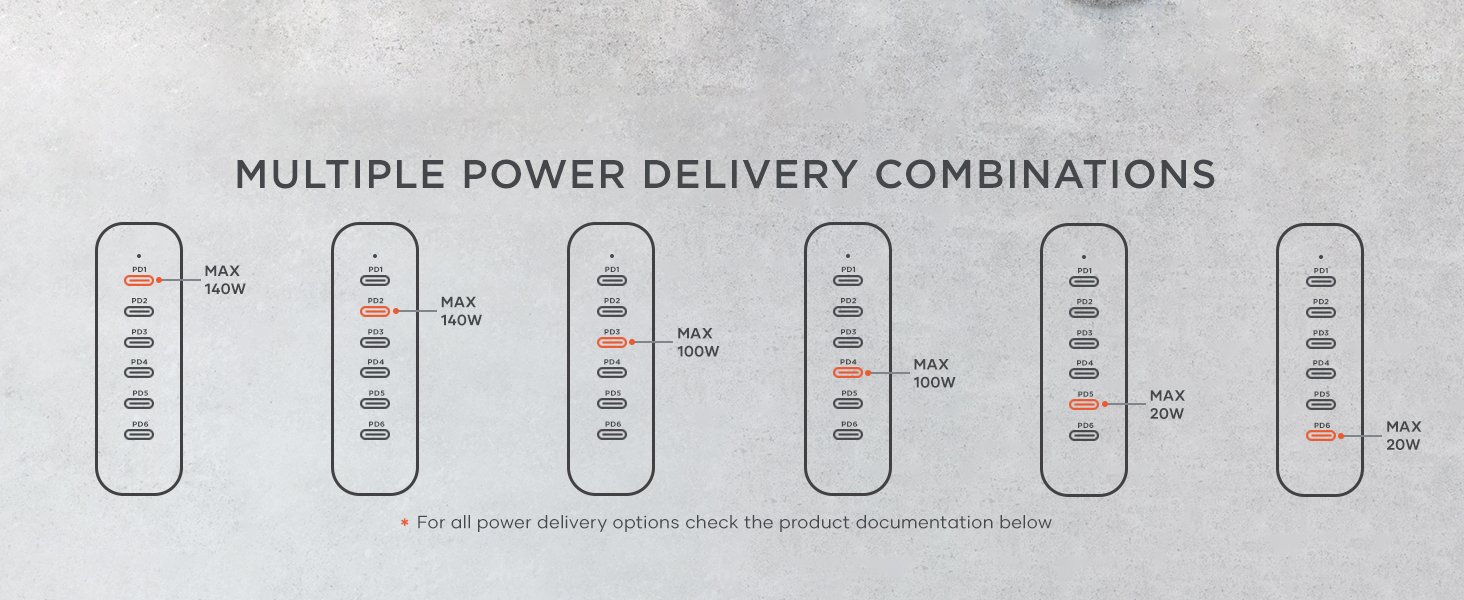 MULTIPLE POWER DELIVERY COMBINATIONS
PD1
MAX
140W
PD2
PD3
PD4
PD5
PD6
PD1
PD2
MAX
140W
PD3
PD4
PD5
PD6
PD1
PD2
PD3
MAX
100W
PD4
PD5
PD6
PD1
PD2
PD3
PD4
MAX
100W
PD5
PD6
PD1
PD2
PD3
PD4
PD5
MAX
20W
PD6
PD1
PD2
PD3
PD4
PD5
PD6
MAX
20W
* For all power delivery options check the product documentation below